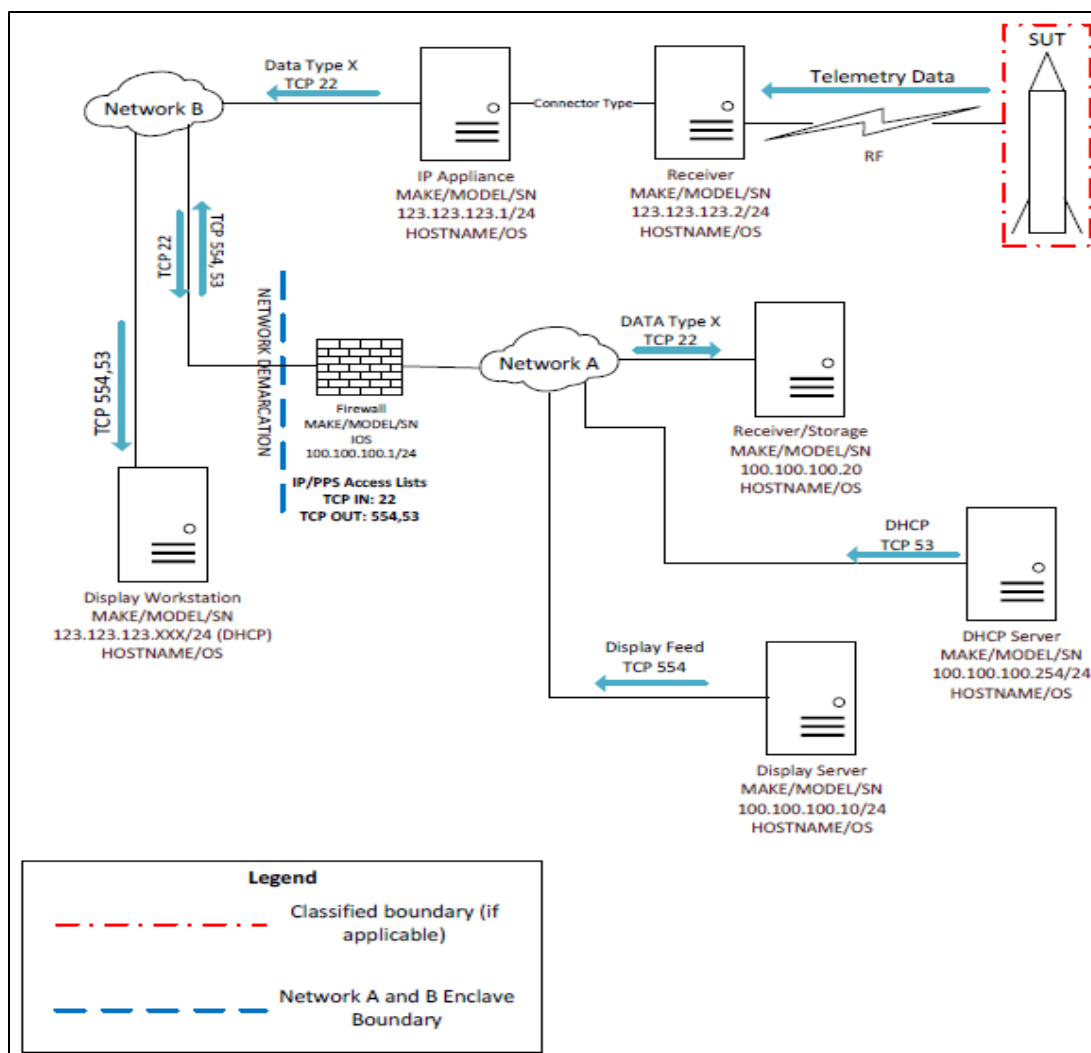 SUT
Data Type X
TCP 22
Telemetry Data
Network B
Connector Type
RF
IP Appliance
MAKE/MODEL/SN
123.123.123.1/24
HOSTNAME/OS
Receiver
MAKE/MODEL/SN
123.123.123.2/24
HOSTNAME/OS
TCP 22
TCP 554, 53
NETWORK DEMARCATION
TCP 554,53
DATA Type X
TCP 22
Network A
Firewall
MAKE/MODEL/SN
IOS
100.100.100.1/24
IP/PPS Access Lists
TCP IN: 22
TCP OUT: 554,53
Receiver/Storage
MAKE/MODEL/SN
100.100.100.20
HOSTNAME/OS
DHCP
TCP 53
Display Workstation
MAKE/MODEL/SN
123.123.123.XXX/24 (DHCP)
HOSTNAME/OS
DHCP Server
MAKE/MODEL/SN
100.100.100.254/24
HOSTNAME/OS
Display Feed
TCP 554
Display Server
MAKE/MODEL/SN
100.100.100.10/24
HOSTNAME/OS
Legend
Classified boundary (if
applicable)
Network A and B Enclave
Boundary